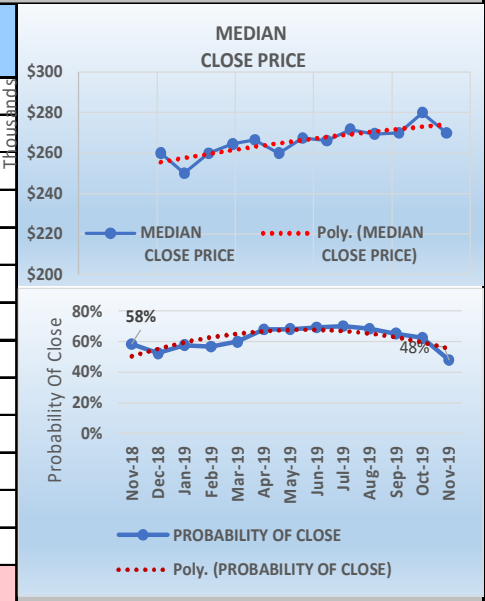 MEDIAN
CLOSE PRICE
$300
$280
$260
$240
$220
$200
Thousands
MEDIAN
CLOSE PRICE
Poly. (MEDIAN
CLOSE PRICE)
80%
60%
40%
20%
0%
Probability Of Close
58%
48%
Nov-18
Dec-18
Jan-19
Feb-19
Mar-19
Apr-19
May-19
Jun-19
Jul-19
Aug-19
Sep-19
Oct-19
Nov-19
PROBABILITY OF CLOSE
Poly. (PROBABILITY OF CLOSE)